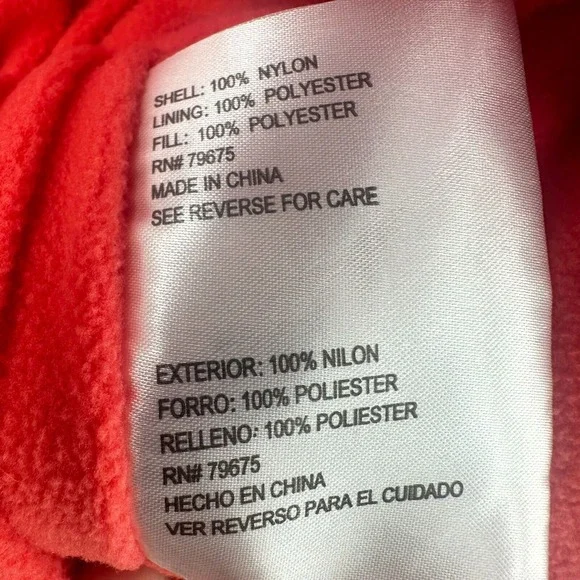 SHELL: 100% NYLON
LINING: 100% POLYESTER
FILL: 100% POLYESTER
RN# 79675
MADE IN CHINA
SEE REVERSE FOR CARE
EXTERIOR: 100% NILON
FORRO: 100% POLIESTER
RELLENO: 100% POLIESTER
RN# 79675
HECHO EN CHINA
VER REVERSO PARA EL CUIDADO